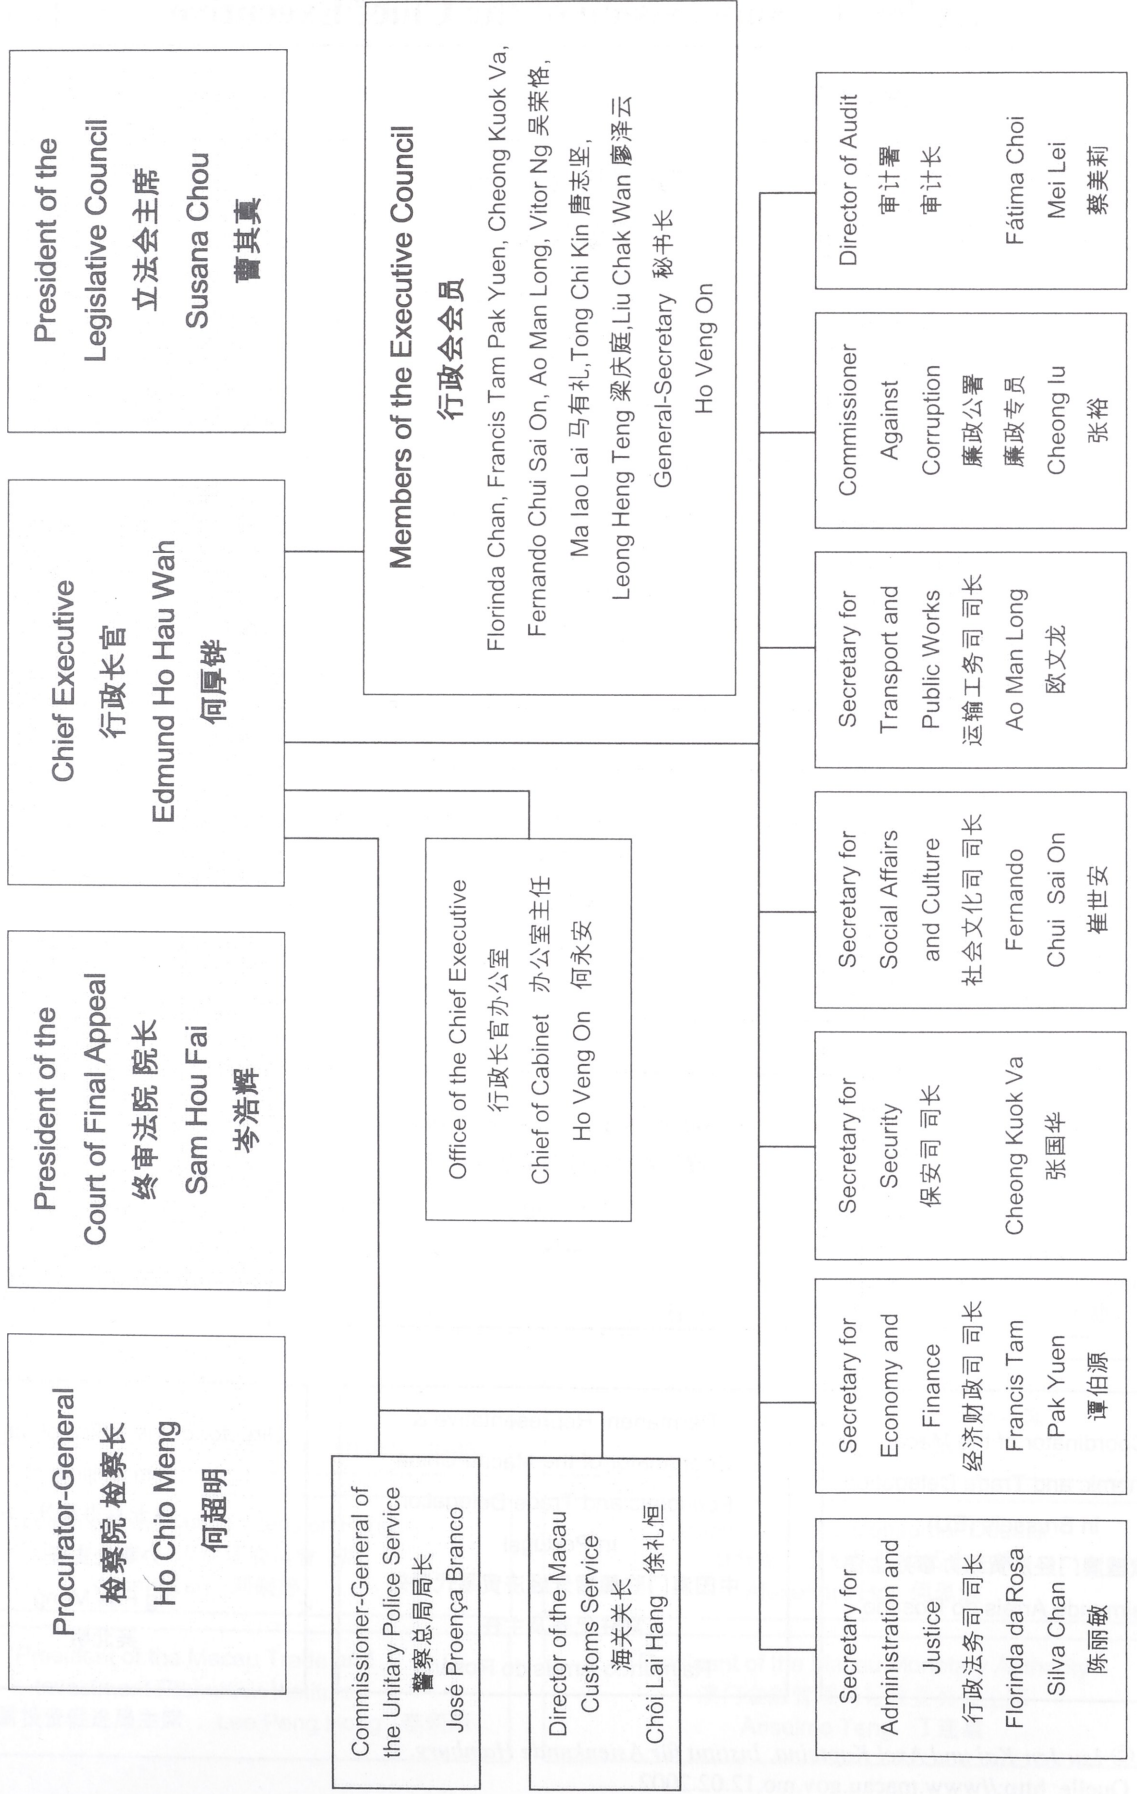 Procurator-General
检察院 检察长
Ho Chio Meng
何超明
President of the
Court of Final Appeal
终审法院 院长
Sam Hou Fai
岑浩辉
Chief Executive
行政长官
Edmund Ho Hau Wah
何厚铧
President of the
Legislative Council
立法会主席
Susana Chou
曹其真
Commissioner-General of
the Unitary Police Service
警察总局局长
José Proença Branco
Director of the Macau
Customs Service
海关关长
Chôi Lai Hang 徐礼恒
Office of the Chief Executive
行政长官办公室
Chief of Cabinet 办公室主任
Ho Veng On 何永安
Members of the Executive Council
行政会会员
Florinda Chan, Francis Tam Pak Yuen, Cheong Kuok Va,
Fernando Chui Sai On, Ao Man Long, Vitor Ng 吴荣恪,
Ma Iao Lai 马有礼,Tong Chi Kin 唐志坚,
Leong Heng Teng 梁庆庭,Liu Chak Wan 廖泽云
General-Secretary 秘书长
Ho Veng On
Secretary for
Administration and
Justice
行政法务司 司长
Florinda da Rosa
Silva Chan
陈丽敏
Secretary for
Economy and
Finance
经济财政司 司长
Francis Tam
Pak Yuen
谭伯源
Secretary for
Security
保安司 司长
Cheong Kuok Va
张国华
Secretary for
Social Affairs
and Culture
社会文化司 司长
Fernando
Chui Sai On
崔世安
Secretary for
Transport and
Public Works
运输工务司 司长
Ao Man Long
欧文龙
Commissioner
Against
Corruption
廉政公署
廉政专员
Cheong Iu
张裕
Director of Audit
审计署
审计长
Fátima Choi
Mei Lei
蔡美莉